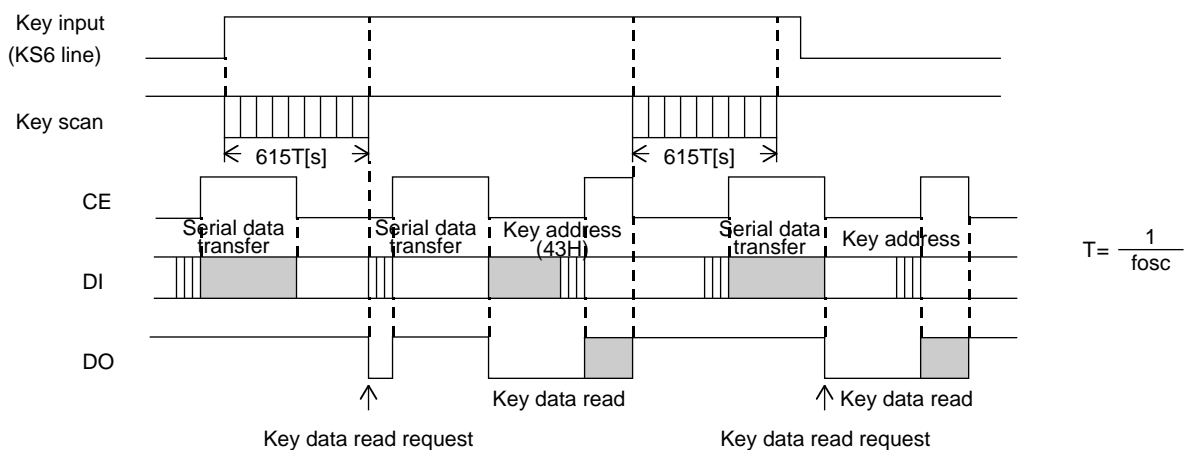 Key input
(KS6 line)
Key scan
615T[s]
615T[s]
CE
Serial data
transfer
Serial data
transfer
Key address
(43H)
Serial data
transfer
Key address
T= 1
fosc
DI
DO
Key data read
Key data read
Key data read request
Key data read request